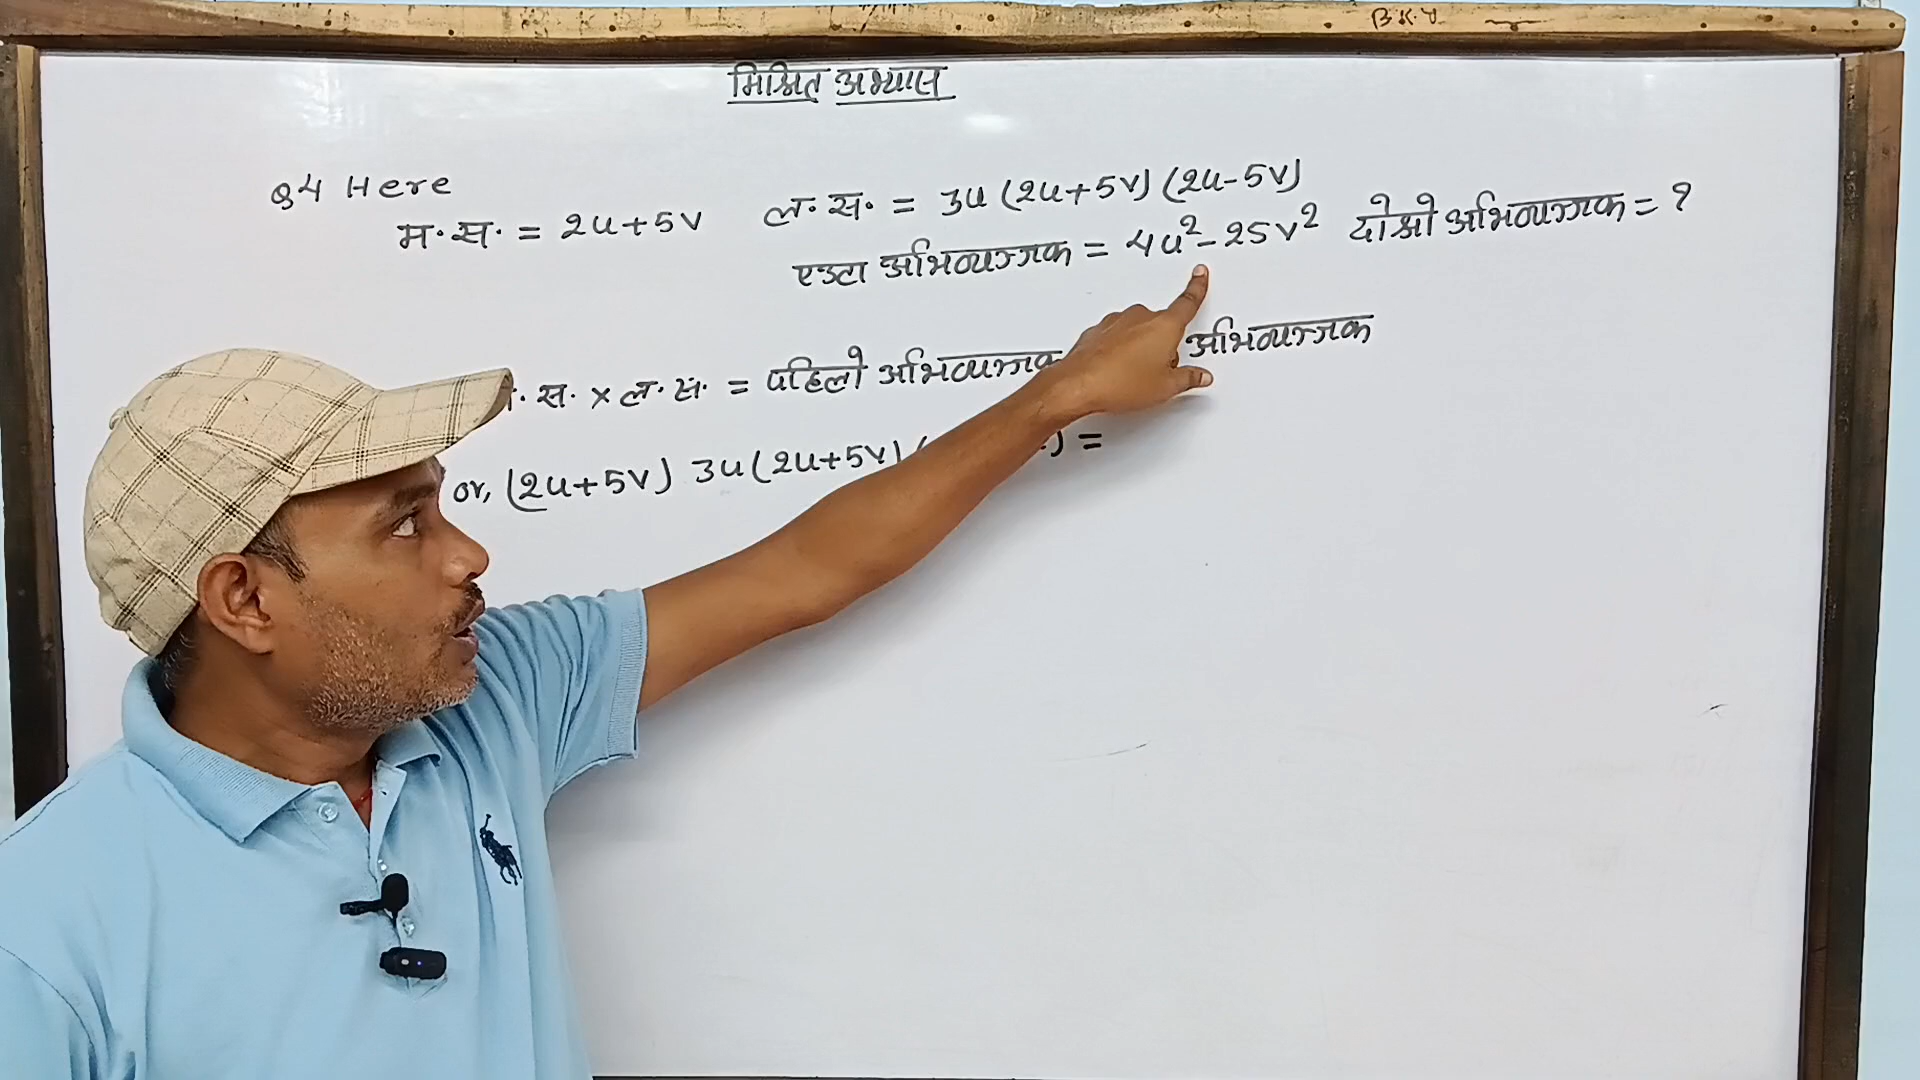 B.K.Y
मिश्रित अभ्यास
Q4 Here
म.स. = 2u+5v ल.स. = 3u (2u+5v) (2u-5v)
एउटा अभिव्यञ्जक = 4u²-25v² दोश्रो अभिव्यञ्जक = ?
.स. × ल.स. = पहिलो अभिव्यञ्जक अभिव्यञ्जक
or, (2u+5v) 3u(2u+5v) ( ) =